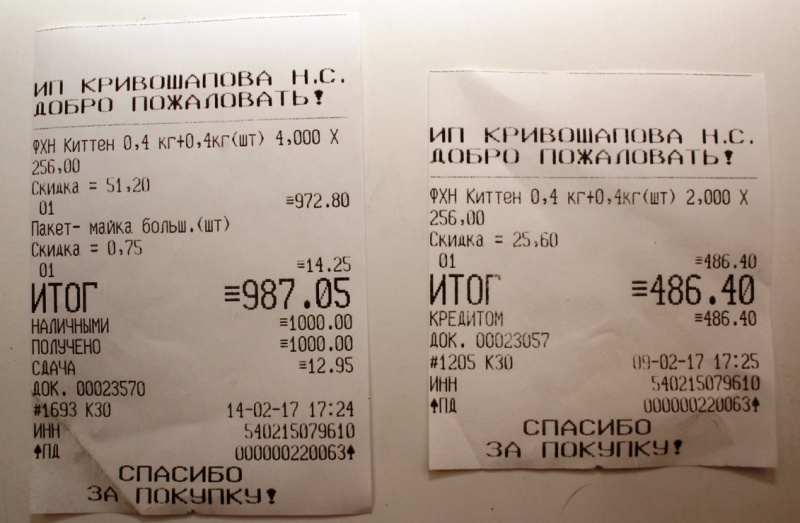 ИП КРИВОШАПОВА Н.С.
ДОБРО ПОЖАЛОВАТЬ!
ФХН Киттен 0,4 кг+0,4кг(шт) 4,000 X
256,00
Скидка = 51,20
01 ≡972.80
Пакет- майка больш.(шт)
Скидка = 0,75
01 ≡14.25
ИТОГ ≡987.05
НАЛИЧНЫМИ ≡1000.00
ПОЛУЧЕНО ≡1000.00
СДАЧА ≡12.95
ДОК. 00023570
#1693 К30 14-02-17 17:24
ИНН 540215079610
↑ПД 000000220063↑
СПАСИБО
ЗА ПОКУПКУ!
ИП КРИВОШАПОВА Н.С.
ДОБРО ПОЖАЛОВАТЬ!
ФХН Киттен 0,4 кг+0,4кг(шт) 2,000 X
256,00
Скидка = 25,60
01 ≡486.40
ИТОГ ≡486.40
КРЕДИТОМ ≡486.40
ДОК. 00023057
#1205 К30 09-02-17 17:25
ИНН 540215079610
↑ПД 000000220063↑
СПАСИБО
ЗА ПОКУПКУ!